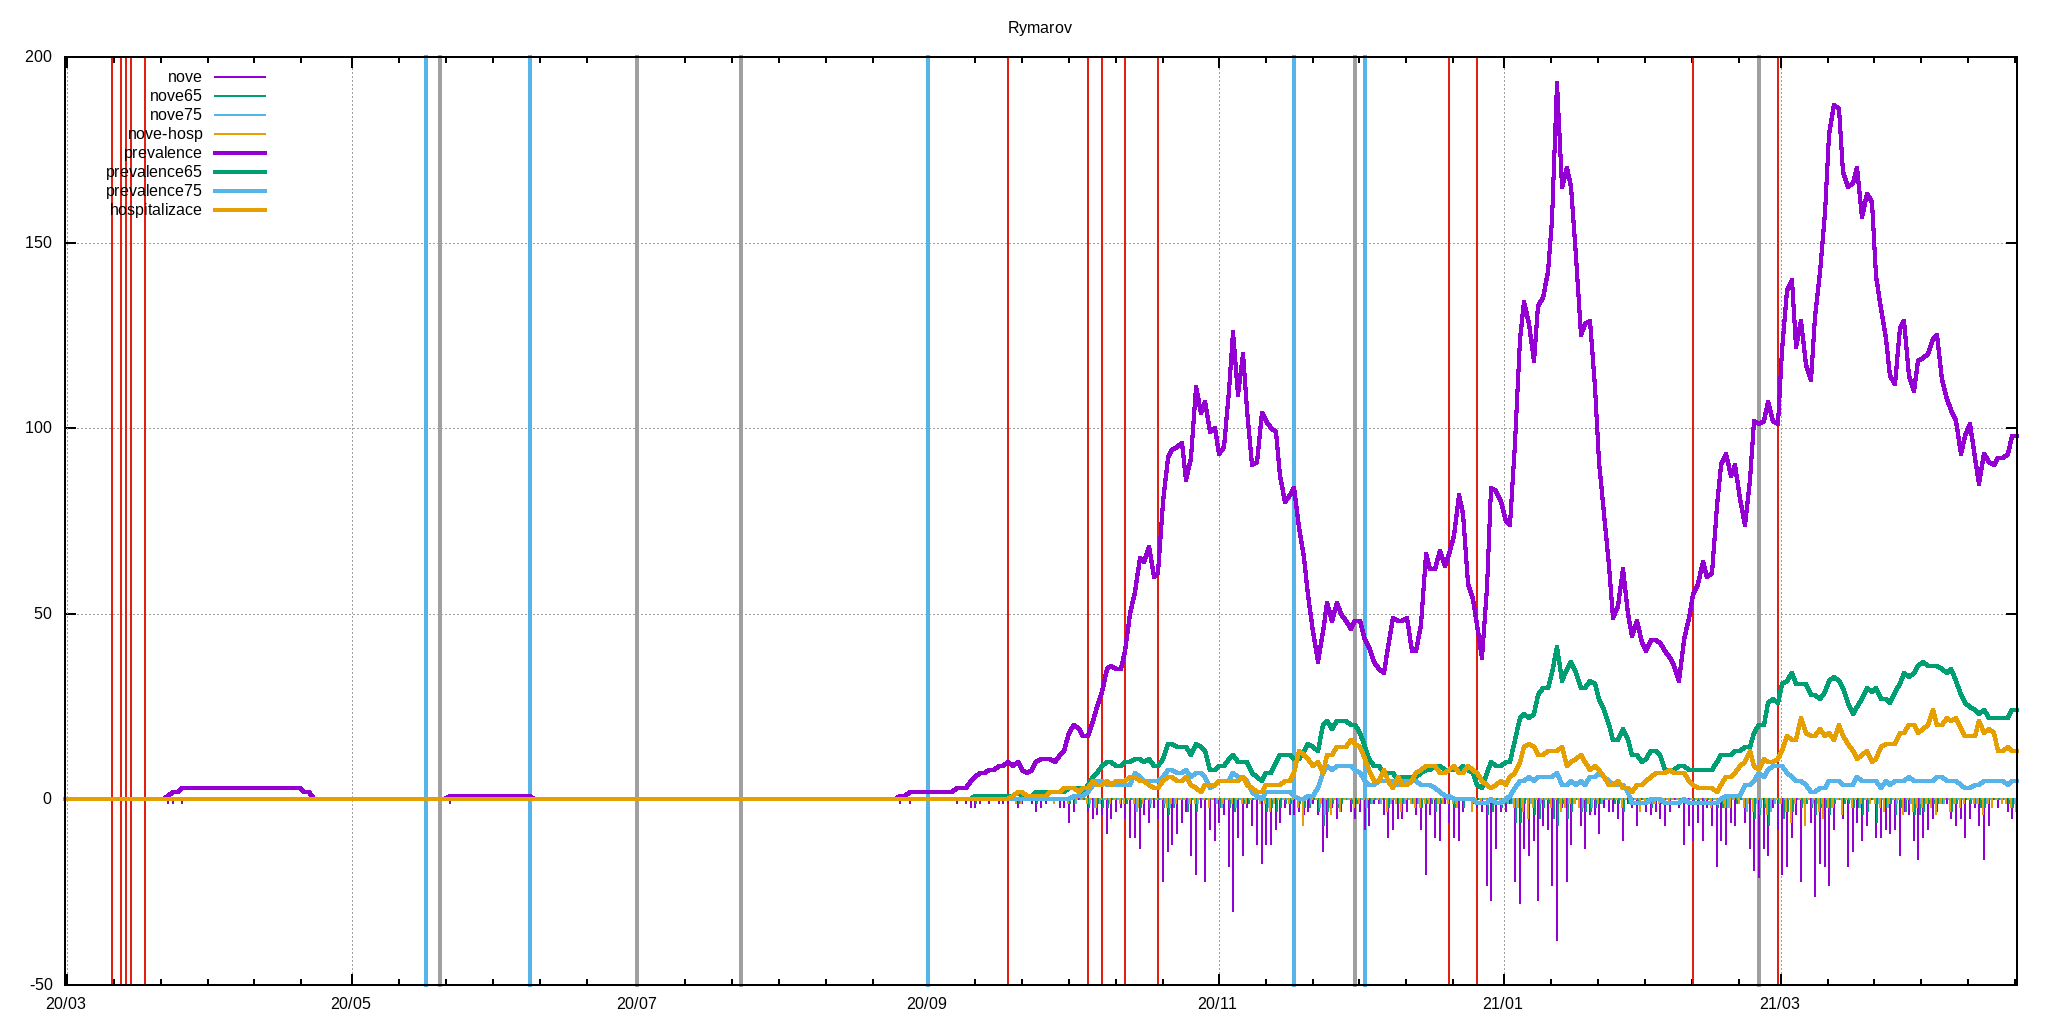 Rymarov
200
nove
nove65
nove75
nove-hosp
prevalence
prevalence65
prevalence75
hospitalizace
150
100
50
0
-50
20/03 20/05 20/07 20/09 20/11 21/01 21/03